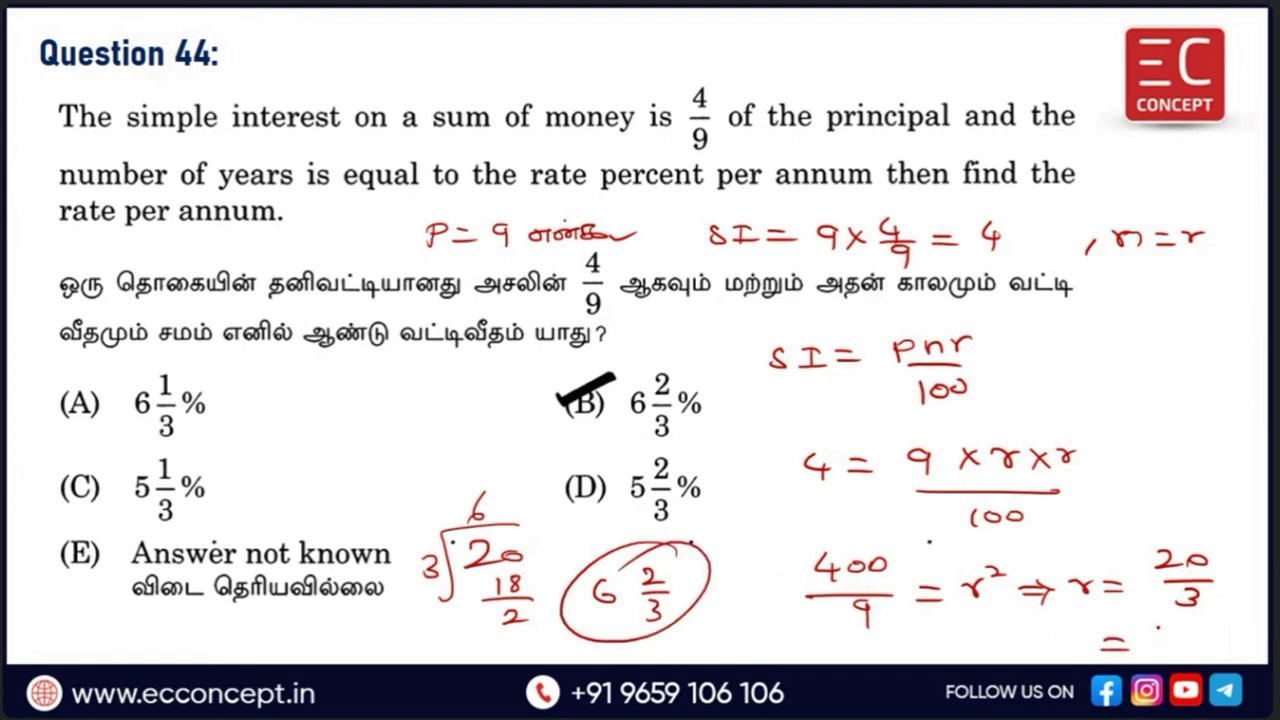 Question 44:
EC
CONCEPT
The simple interest on a sum of money is 4/9 of the principal and the
number of years is equal to the rate percent per annum then find the
rate per annum.
P = 9 SI = 9 × 4/9 = 4 , n = r
ஒரு தொகையின் தனிவட்டியானது அசலின் 4/9 ஆகவும் மற்றும் அதன் காலமும் வட்டி
வீதமும் சமம் எனில் ஆண்டு வட்டிவீதம் யாது?
SI = pnr/100
(A) 6 1/3 % (B) 6 2/3 %
4 = 9 × r × r/100
(C) 5 1/3 % (D) 5 2/3 %
(E) Answer not known
விடை தெரியவில்லை
6
3 20
18
2
6 2/3
400/9 = r² ⇒ r = 20/3
=
www.ecconcept.in +91 9659 106 106 FOLLOW US ON